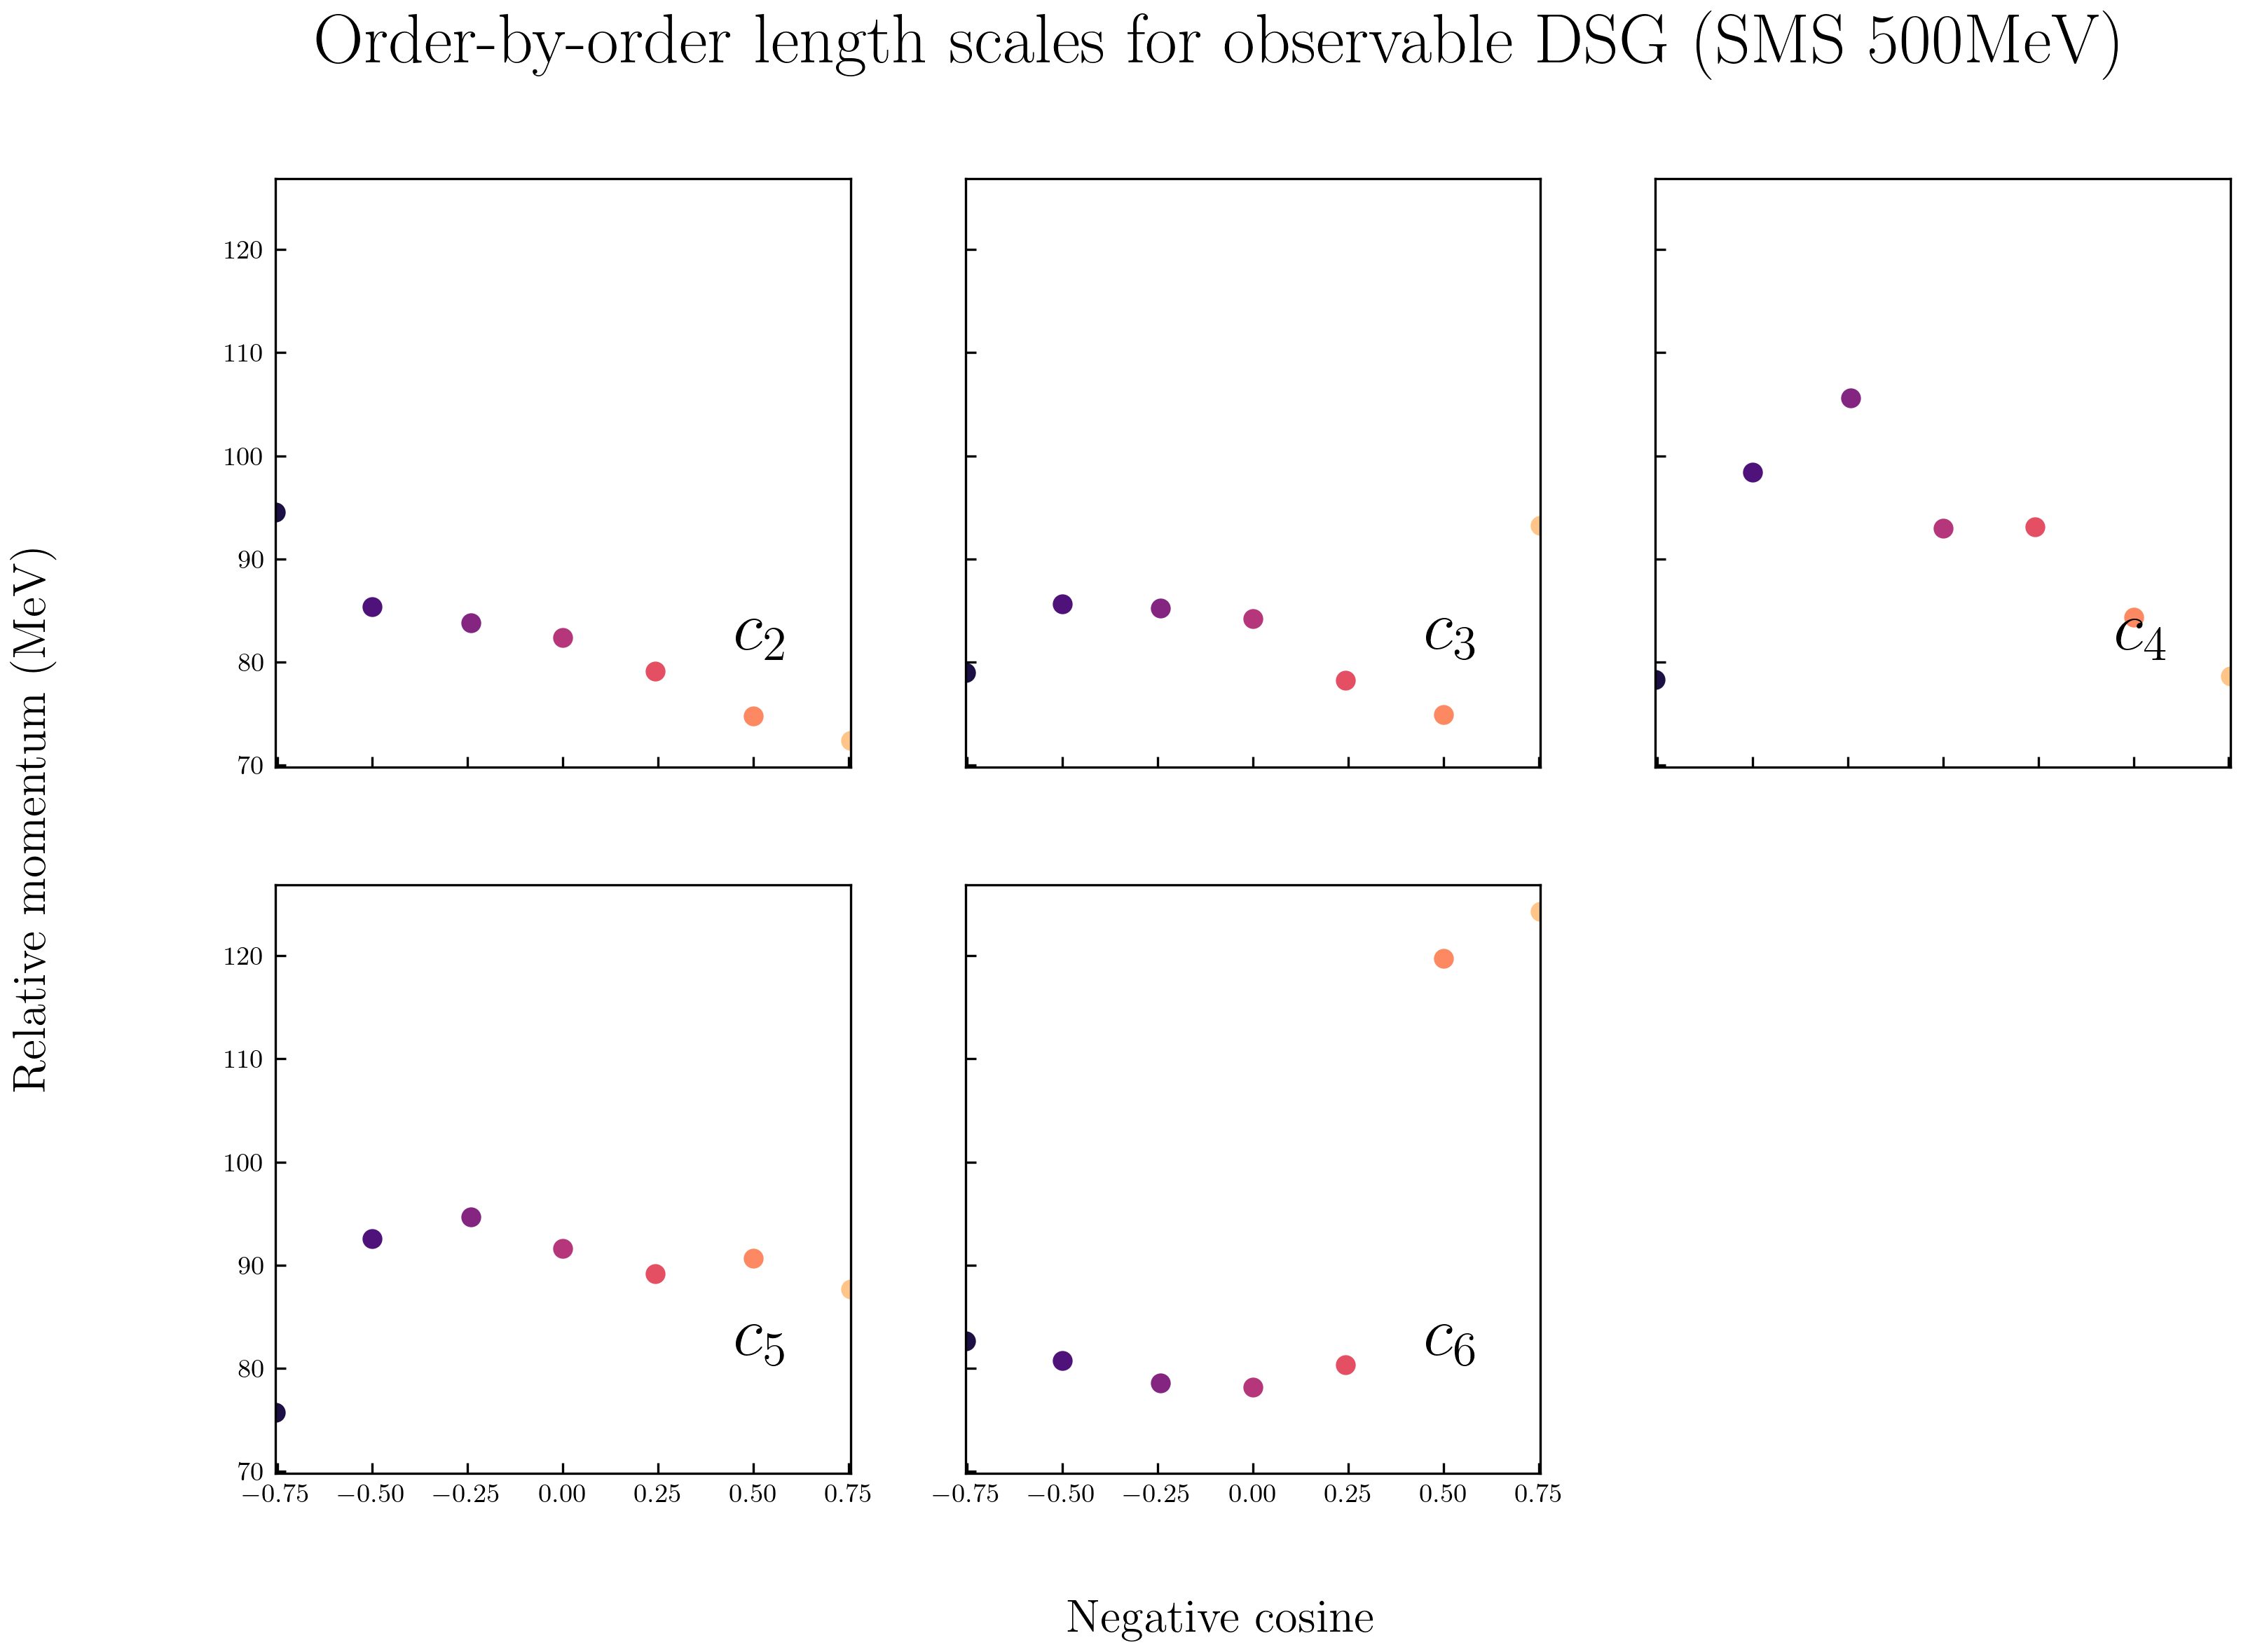 Order-by-order length scales for observable DSG (SMS 500MeV)
Relative momentum (MeV)
120
110
100
90
80
70
c₂
c₃
c₄
120
110
100
90
80
70
c₅
c₆
−0.75 −0.50 −0.25 0.00 0.25 0.50 0.75
−0.75 −0.50 −0.25 0.00 0.25 0.50 0.75
Negative cosine